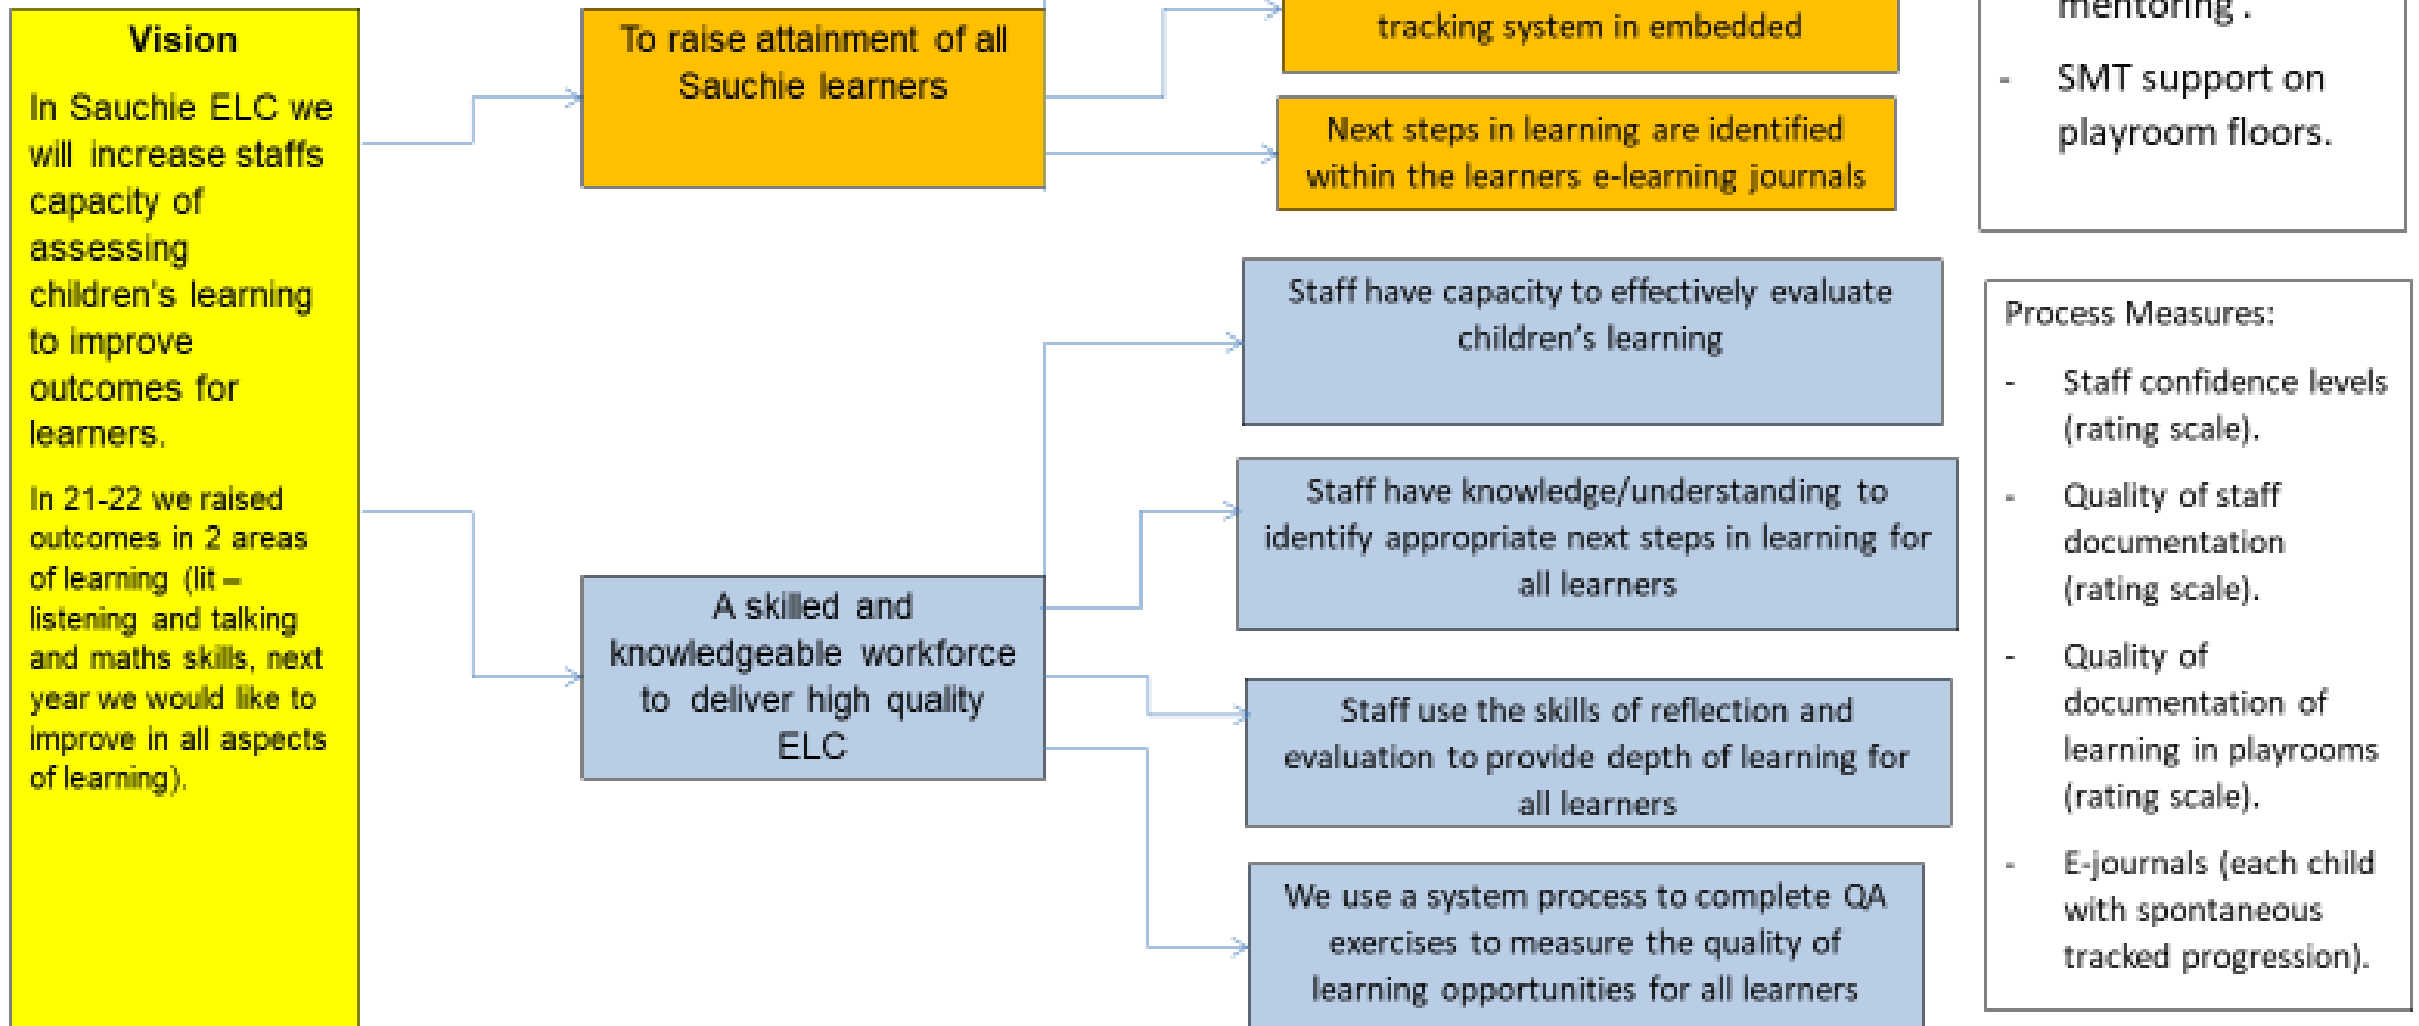 Vision
In Sauchie ELC we
will increase staffs
capacity of
assessing
children's learning
to improve
outcomes for
learners.
In 21-22 we raised
outcomes in 2 areas
of learning (lit –
listening and talking
and maths skills, next
year we would like to
improve in all aspects
of learning).
To raise attainment of all
Sauchie learners
A skilled and
knowledgeable workforce
to deliver high quality
ELC
tracking system in embedded
Next steps in learning are identified
within the learners e-learning journals
Staff have capacity to effectively evaluate
children's learning
Staff have knowledge/understanding to
identify appropriate next steps in learning for
all learners
Staff use the skills of reflection and
evaluation to provide depth of learning for
all learners
We use a system process to complete QA
exercises to measure the quality of
learning opportunities for all learners
mentoring.
- SMT support on
playroom floors.
Process Measures:
- Staff confidence levels
(rating scale).
- Quality of staff
documentation
(rating scale).
- Quality of
documentation of
learning in playrooms
(rating scale).
- E-journals (each child
with spontaneous
tracked progression).